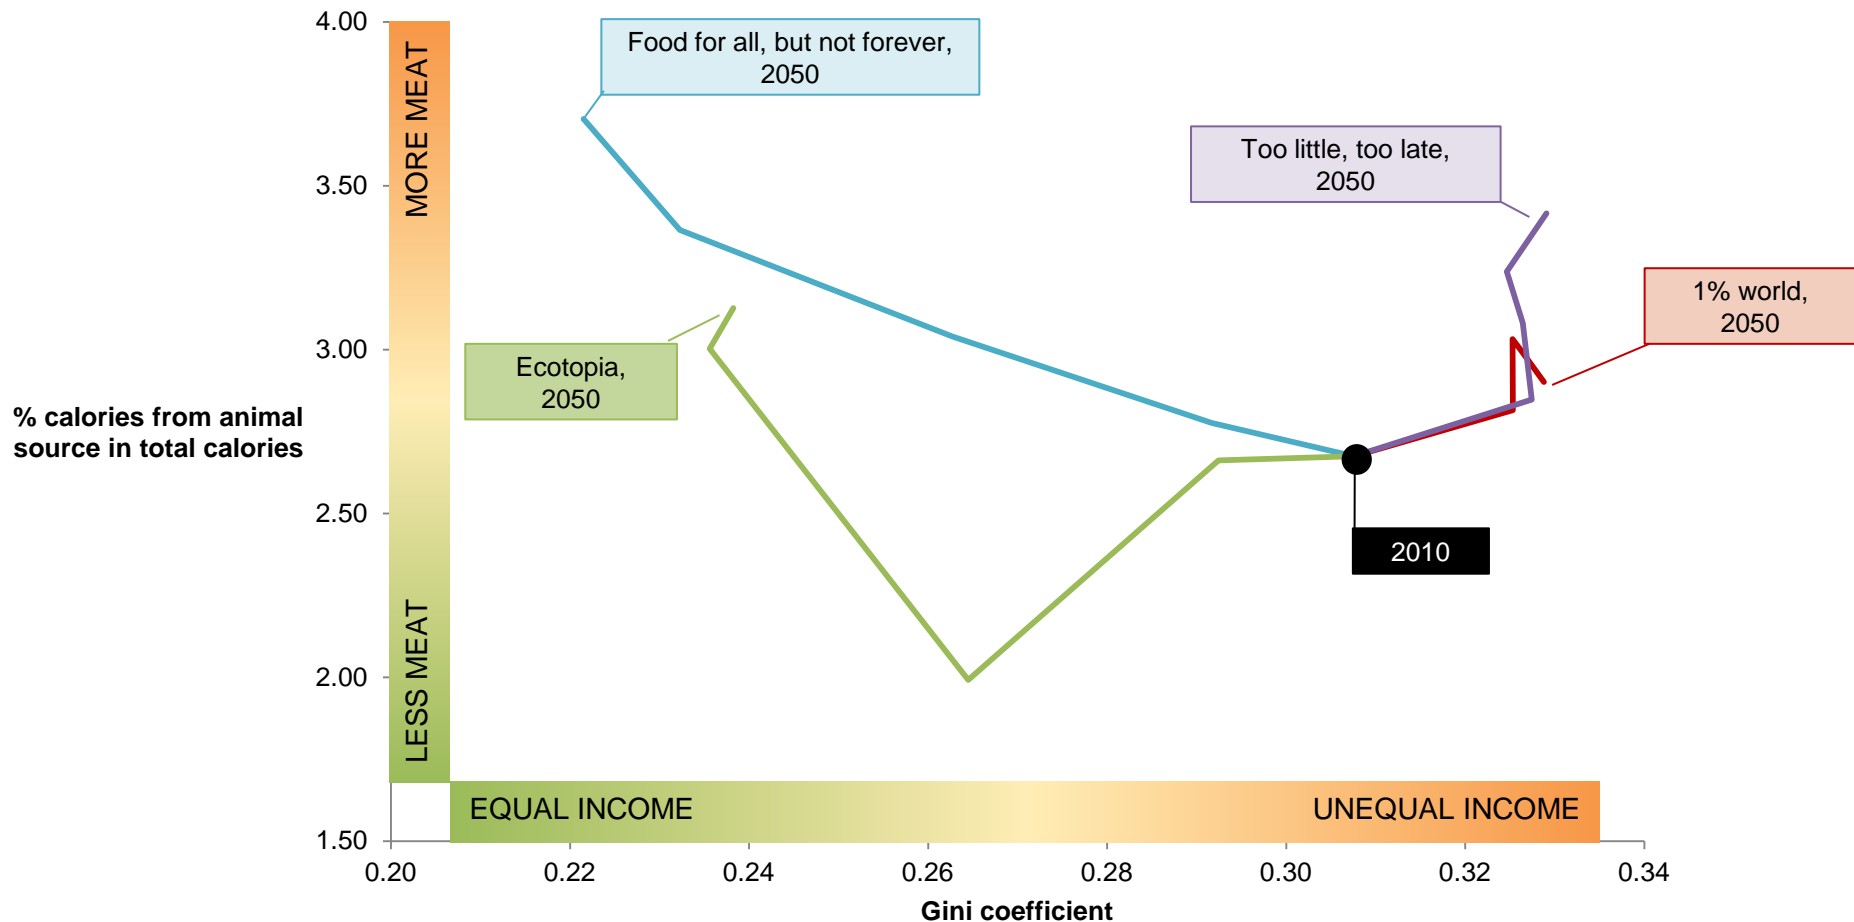 4.00
3.50
3.00
2.50
2.00
1.50
MORE MEAT
LESS MEAT
% calories from animal
source in total calories
Food for all, but not forever,
2050
Too little, too late,
2050
1% world,
2050
Ecotopia,
2050
2010
EQUAL INCOME
UNEQUAL INCOME
0.20
0.22
0.24
0.26
0.28
0.30
0.32
0.34
Gini coefficient